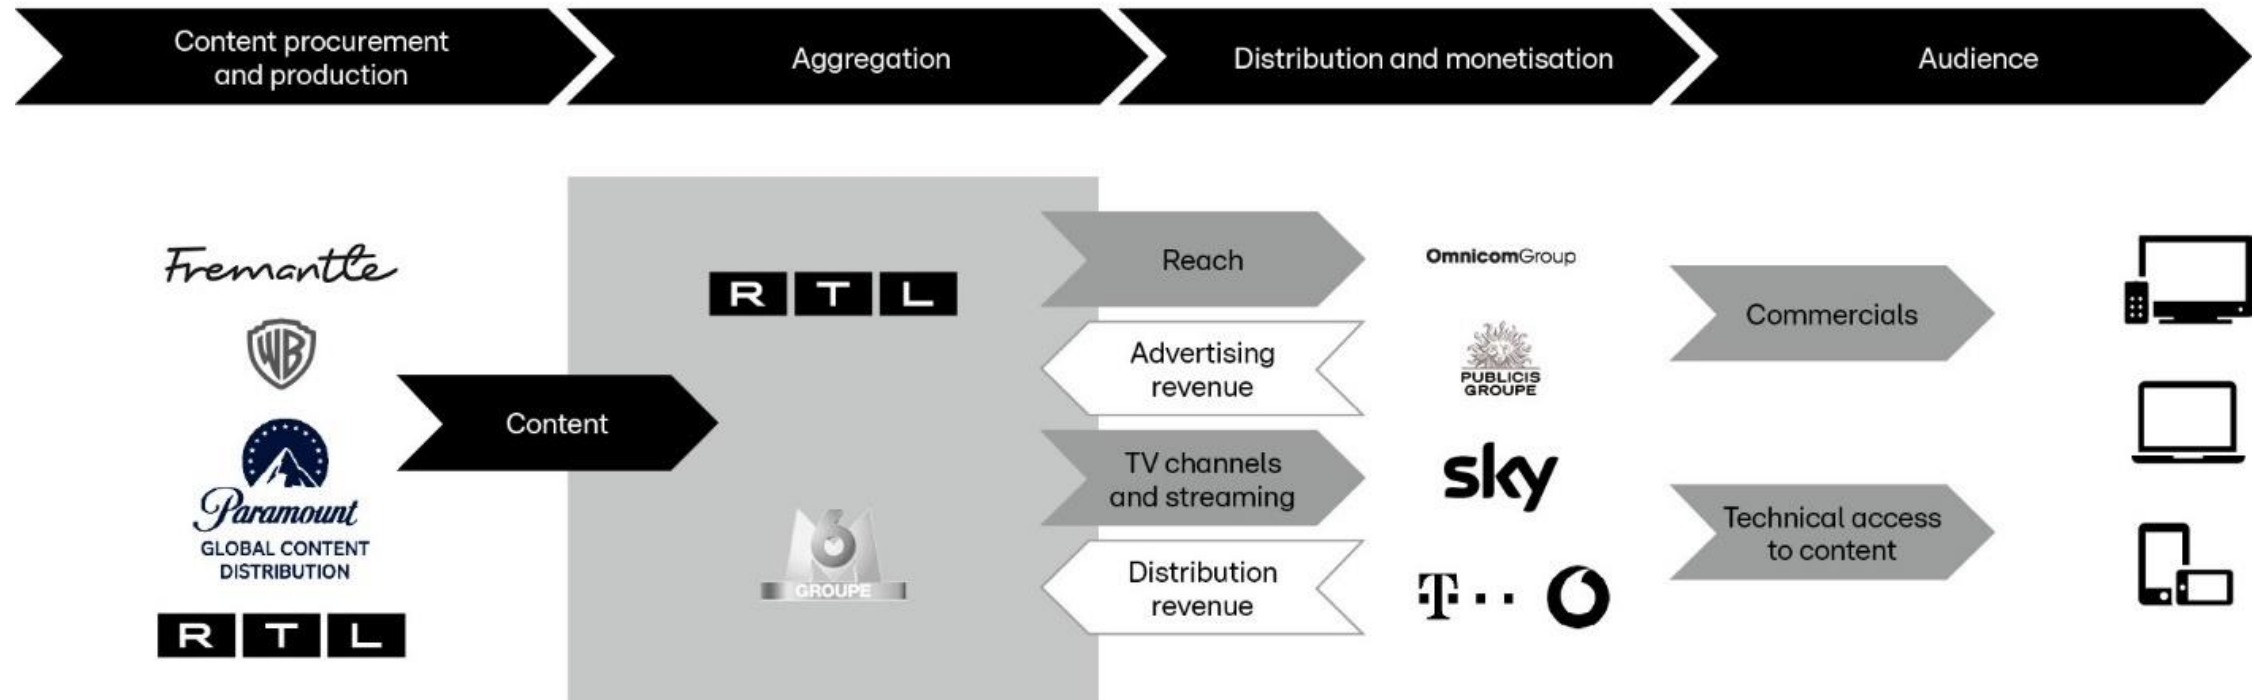 Content procurement
and production
Aggregation
Distribution and monetisation
Audience
Fremantle
WB
Paramount
GLOBAL CONTENT
DISTRIBUTION
RTL
Content
RTL
6
GROUPE
Reach
Advertising
revenue
TV channels
and streaming
Distribution
revenue
OmnicomGroup
PUBLICIS
GROUPE
sky
T··
Commercials
Technical access
to content